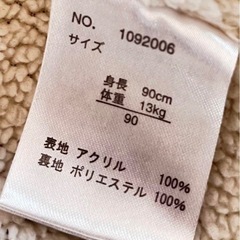 NO. 1092006
サイズ
身長 90cm
体重 13kg
90
表地 アクリル 100%
裏地 ポリエステル 100%